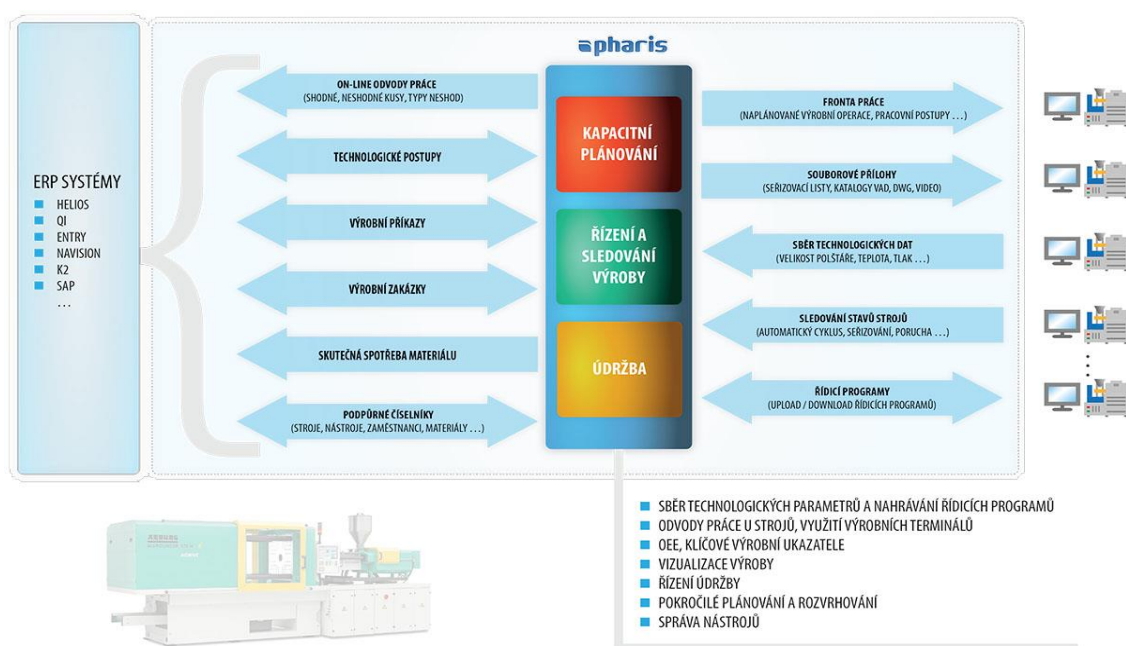 pharis
ERP SYSTÉMY
HELIOS
QI
ENTRY
NAVISION
K2
SAP
...
ON-LINE ODVODY PRÁCE
(SHODNÉ, NESHODNÉ KUSY, TYPY NESHOD)
TECHNOLOGICKÉ POSTUPY
VÝROBNÍ PŘÍKAZY
VÝROBNÍ ZAKÁZKY
SKUTEČNÁ SPOTŘEBA MATERIÁLU
PODPŮRNÉ ČÍSELNÍKY
(STROJE, NÁSTROJE, ZAMĚSTNANCI, MATERIÁLY ...)
KAPACITNÍ
PLÁNOVÁNÍ
ŘÍZENÍ A
SLEDOVÁNÍ
VÝROBY
ÚDRŽBA
FRONTA PRÁCE
(NAPLÁNOVANÉ VÝROBNÍ OPERACE, PRACOVNÍ POSTUPY ...)
SOUBOROVÉ PŘÍLOHY
(SEŘIZOVACÍ LISTY, KATALOGY VAD, DWG, VIDEO)
SBĚR TECHNOLOGICKÝCH DAT
(VELIKOST POLŠTÁŘE, TEPLOTA, TLAK ...)
SLEDOVÁNÍ STAVŮ STROJŮ
(AUTOMATICKÝ CYKLUS, SEŘIZOVÁNÍ, PORUCHA ...)
ŘÍDICÍ PROGRAMY
(UPLOAD / DOWNLOAD ŘÍDICÍCH PROGRAMŮ)
SBĚR TECHNOLOGICKÝCH PARAMETRŮ A NAHRÁVÁNÍ ŘÍDICÍCH PROGRAMŮ
ODVODY PRÁCE U STROJŮ, VYUŽITÍ VÝROBNÍCH TERMINÁLŮ
OEE, KLÍČOVÉ VÝROBNÍ UKAZATELE
VIZUALIZACE VÝROBY
ŘÍZENÍ ÚDRŽBY
POKROČILÉ PLÁNOVÁNÍ A ROZVRHOVÁNÍ
SPRÁVA NÁSTROJŮ